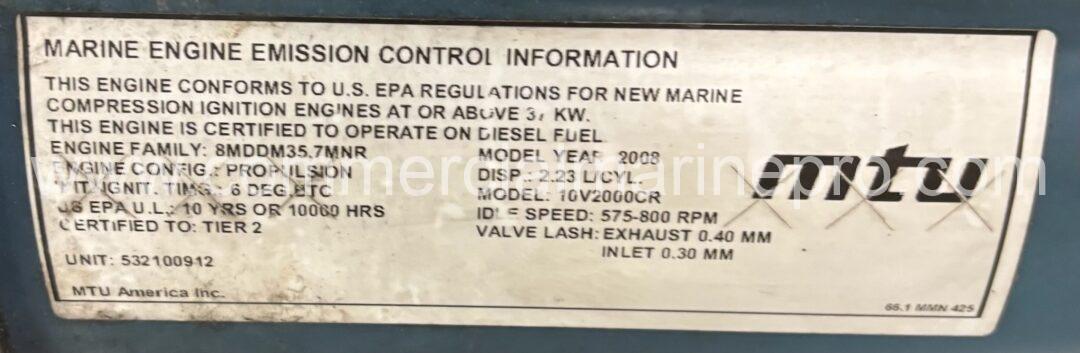 MARINE ENGINE EMISSION CONTROL INFORMATION
THIS ENGINE CONFORMS TO U.S. EPA REGULATIONS FOR NEW MARINE
COMPRESSION IGNITION ENGINES AT OR ABOVE 37 KW.
THIS ENGINE IS CERTIFIED TO OPERATE ON DIESEL FUEL
ENGINE FAMILY: 8MDDM35.7MNR
ENGINE CONFIG.: PROPULSION
INIT. IGNIT. TIMG.: 6 DEG.
US EPA U.L.: 10 YRS OR 10000 HRS
CERTIFIED TO: TIER 2
UNIT: 532100912
MTU America Inc.
MODEL YEAR 2008
DISP.: 2.23 L/CYL.
MODEL: CR
IDLE SPEED: 575-800 RPM
VALVE LASH: EXHAUST 0.40 MM
INLET 0.30 MM
mtu
66.1 MMN 425